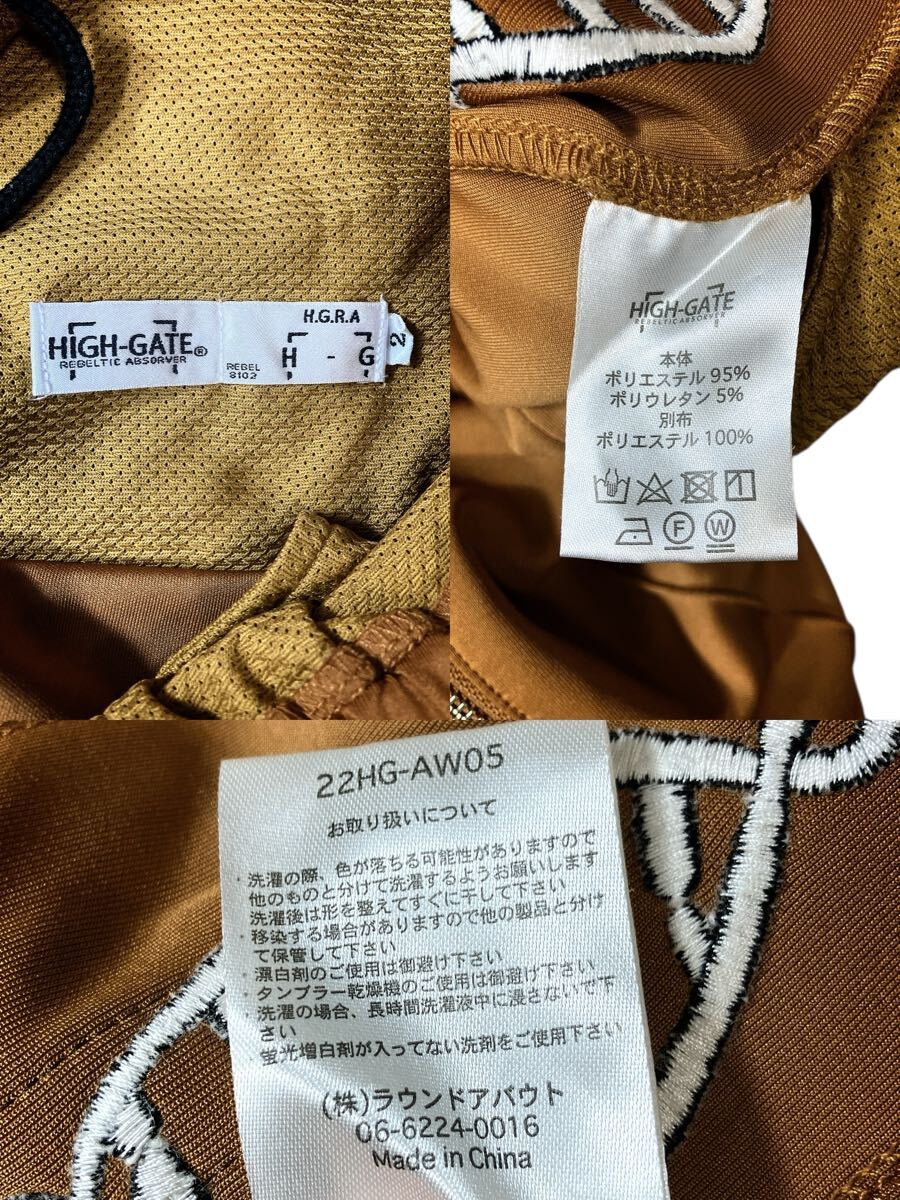 HiGH-GATE®
REBELTIC ABSORVER
REBEL
8102
H.G.R.A
H - G
2
HiGH-GATE
REBELTIC ABSORVER
本体
ポリエステル 95%
ポリウレタン 5%
別布
ポリエステル 100%
1
F
W
22HG-AW05
お取り扱いについて
・洗濯の際、色が落ちる可能性がありますので
他のものと分けて洗濯するようお願いします
洗濯後は形を整えてすぐに干して下さい
・移染する場合がありますので他の製品と分け
て保管して下さい
・漂白剤のご使用は御避け下さい
・タンブラー乾燥機のご使用は御避け下さい
・洗濯の場合、長時間洗濯液中に浸さないで下
さい
・蛍光増白剤が入ってない洗剤をご使用下さい
(株)ラウンドアバウト
06-6224-0016
Made in China